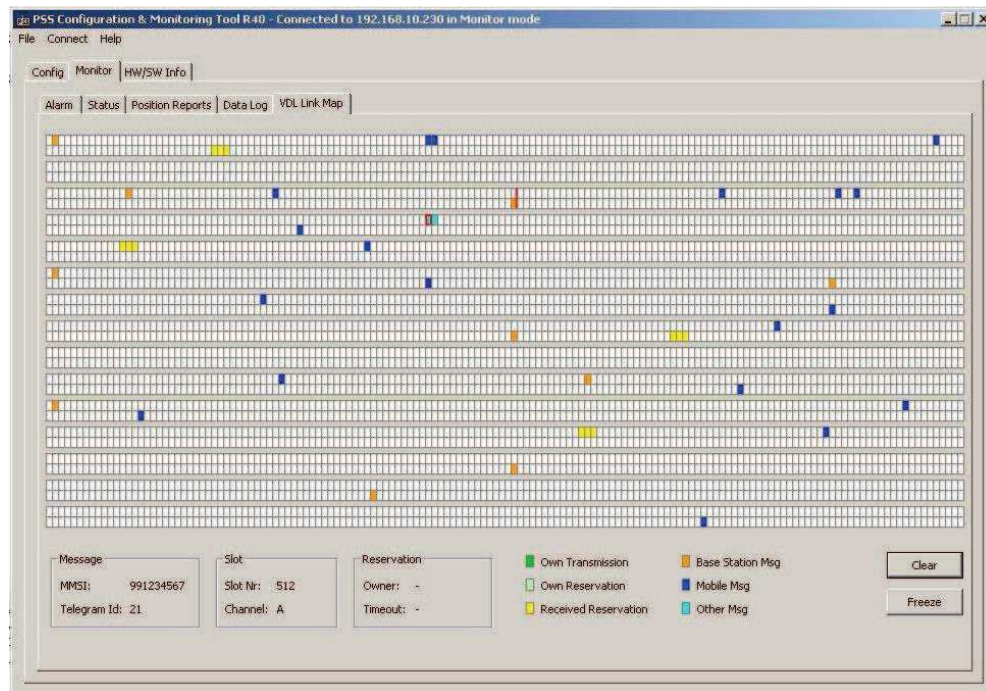 PSS Configuration & Monitoring Tool R40 - Connected to 192.168.10.230 in Monitor mode
File Connect Help
Config Monitor HW/SW Info
Alarm Status Position Reports Data Log VDL Link Map
Message
MMSI: 991234567
Telegram Id: 21
Slot
Slot Nr: 512
Channel: A
Reservation
Owner: -
Timeout: -
Own Transmission
Own Reservation
Received Reservation
Base Station Msg
Mobile Msg
Other Msg
Clear
Freeze